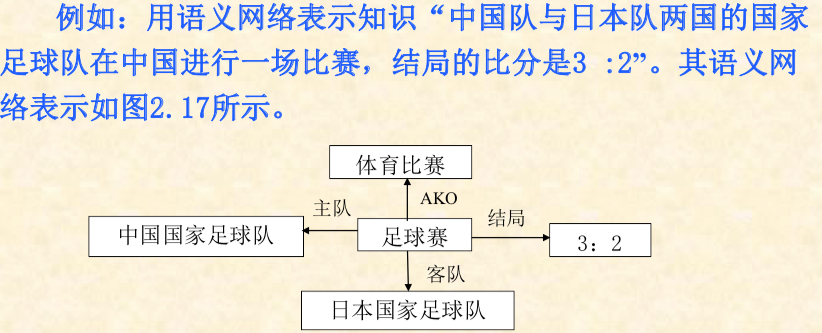 例如：用语义网络表示知识“中国队与日本队两国的国家
足球队在中国进行一场比赛，结局的比分是3 :2”。其语义网
络表示如图2.17所示。
体育比赛
AKO
主队
结局
中国国家足球队
足球赛
3：2
客队
日本国家足球队